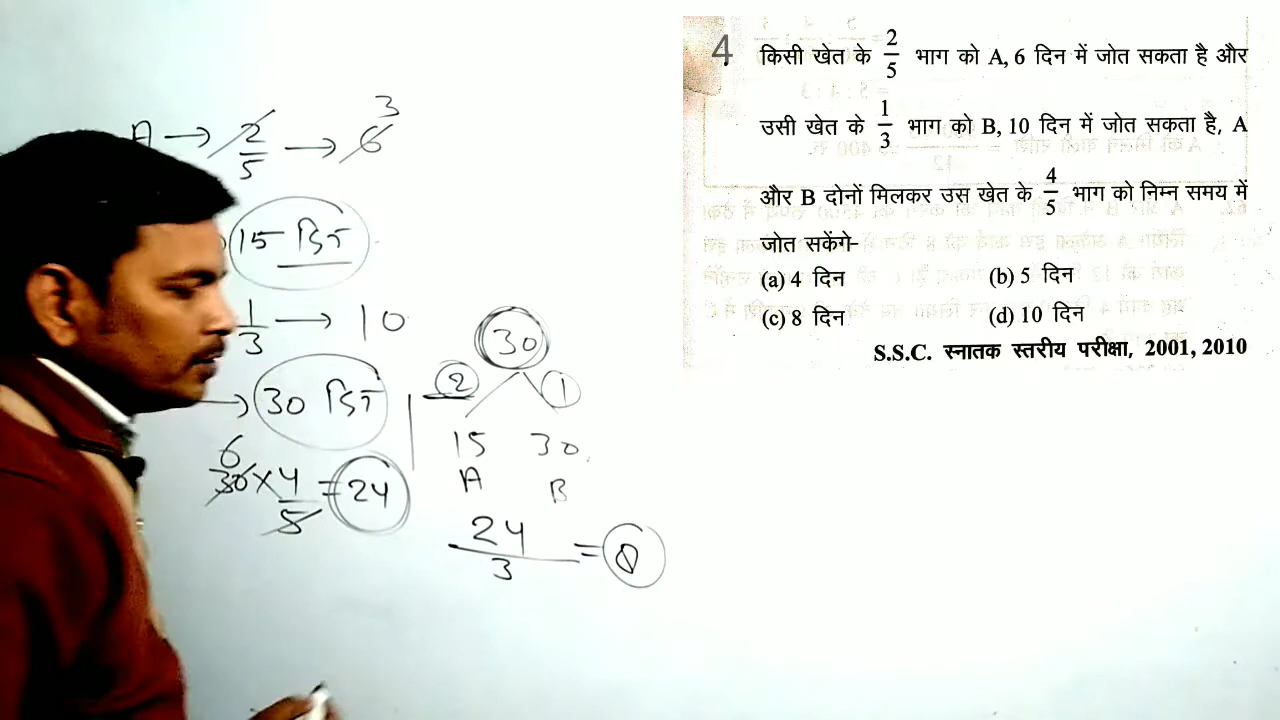 A → 2/5 → 6 3
15 दिन
1/3 → 10
→ 30 दिन
6
30 × 4/5 = 24
30
2 1
15 30
A B
24/3 = 8
4. किसी खेत के 2/5 भाग को A, 6 दिन में जोत सकता है और
उसी खेत के 1/3 भाग को B, 10 दिन में जोत सकता है, A
और B दोनों मिलकर उस खेत के 4/5 भाग को निम्न समय में
जोत सकेंगे-
(a) 4 दिन (b) 5 दिन
(c) 8 दिन (d) 10 दिन
S.S.C. स्नातक स्तरीय परीक्षा, 2001, 2010